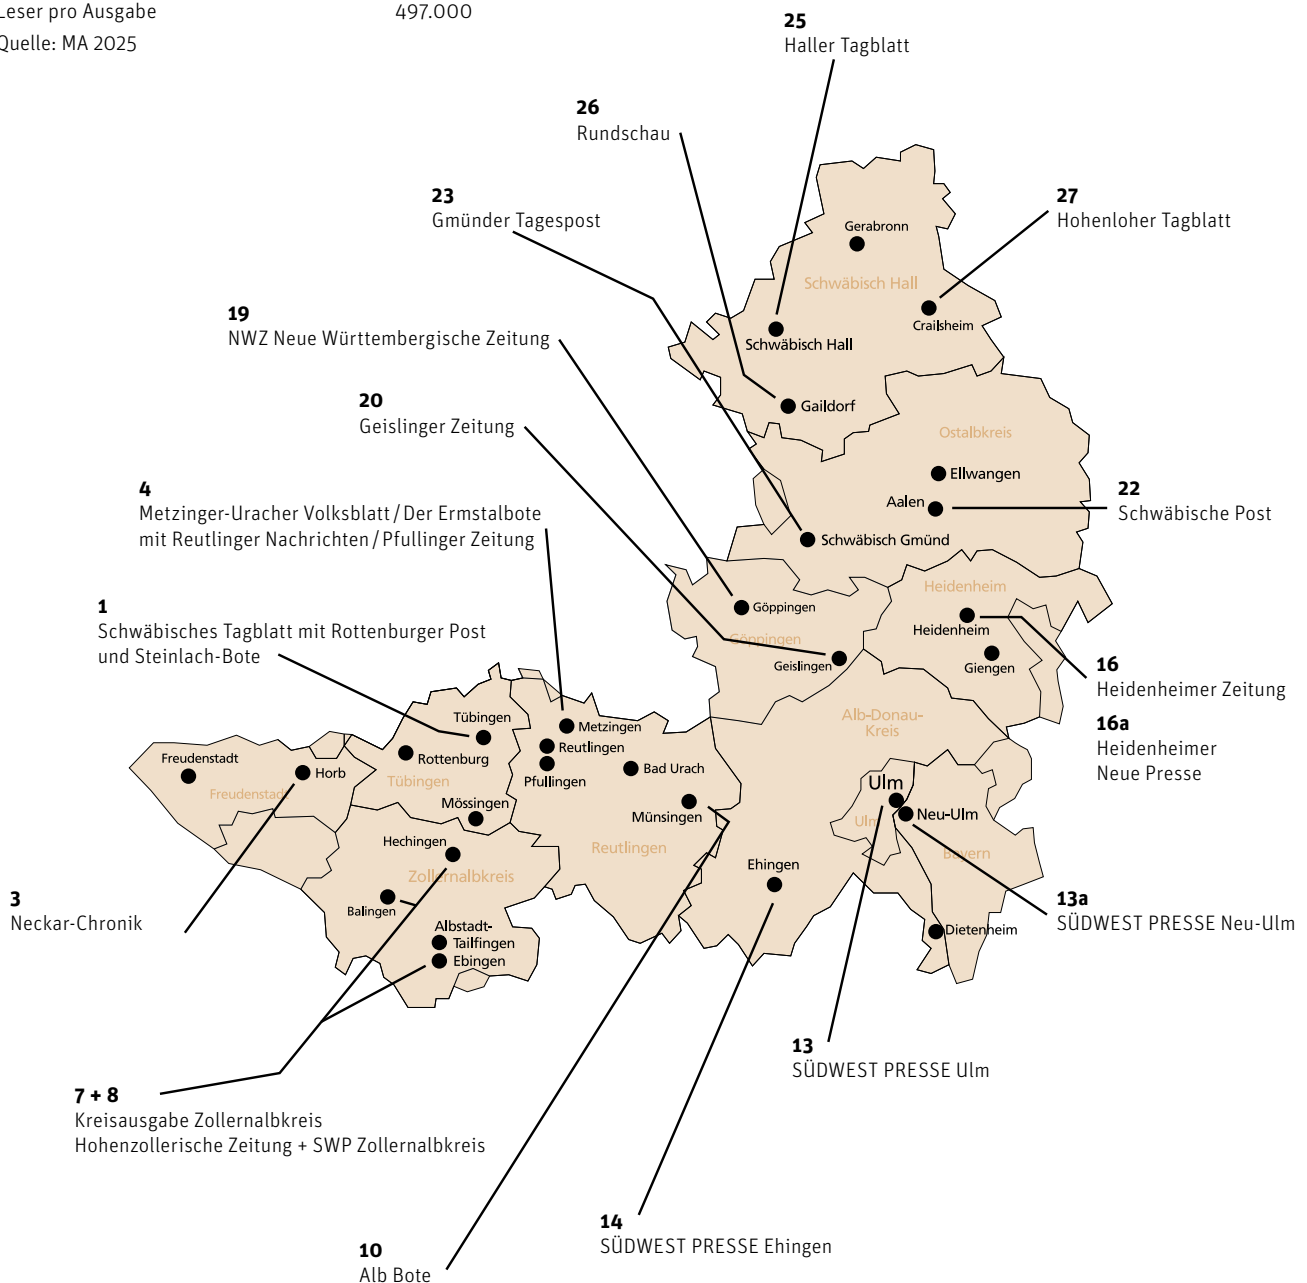 Leser pro Ausgabe 497.000
Quelle: MA 2025
25
Haller Tagblatt
26
Rundschau
23
Gmünder Tagespost
27
Hohenloher Tagblatt
19
NWZ Neue Württembergische Zeitung
20
Geislinger Zeitung
4
Metzinger-Uracher Volksblatt / Der Ermstalbote
mit Reutlinger Nachrichten / Pfullinger Zeitung
22
Schwäbische Post
1
Schwäbisches Tagblatt mit Rottenburger Post
und Steinlach-Bote
16
Heidenheimer Zeitung
16a
Heidenheimer
Neue Presse
3
Neckar-Chronik
13a
SÜDWEST PRESSE Neu-Ulm
13
SÜDWEST PRESSE Ulm
7 + 8
Kreisausgabe Zollernalbkreis
Hohenzollerische Zeitung + SWP Zollernalbkreis
14
SÜDWEST PRESSE Ehingen
10
Alb Bote
Gerabronn
Schwäbisch Hall
Crailsheim
Schwäbisch Hall
Gaildorf
Ostalbkreis
Ellwangen
Aalen
Schwäbisch Gmünd
Heidenheim
Göppingen
Heidenheim
Göppingen
Geislingen
Giengen
Alb-Donau-
Kreis
Tübingen
Metzingen
Reutlingen
Rottenburg
Freudenstadt
Horb
Pfullingen
Bad Urach
Tübingen
Freudenstadt
Ulm
Mössingen
Münsingen
Neu-Ulm
Ulm
Hechingen
Reutlingen
Bayern
Ehingen
Zollernalbkreis
Balingen
Albstadt-
Tailfingen
Ebingen
Dietenheim